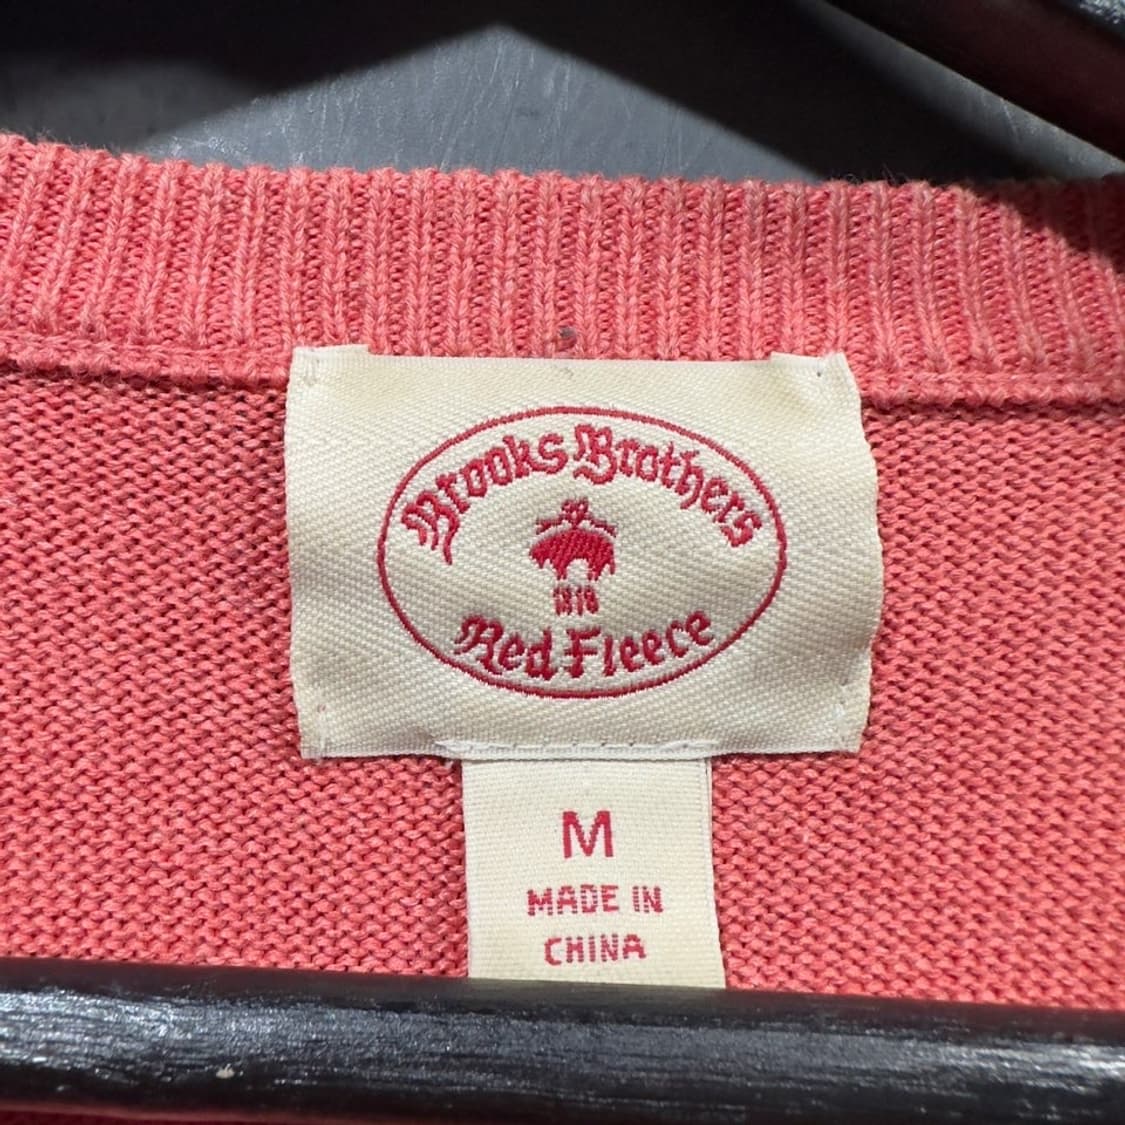 Brooks Brothers
1818
Red Fleece
M
MADE IN
CHINA